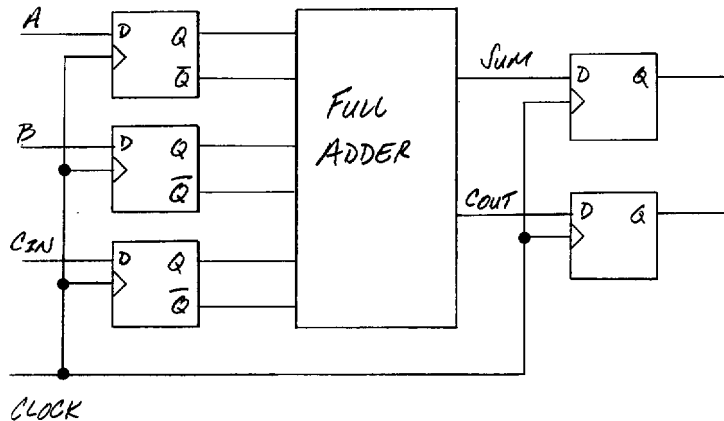 A
D Q
Q̅
B
D Q
Q̅
CIN
D Q
Q̅
FULL
ADDER
SUM
D Q
COUT
D Q
CLOCK